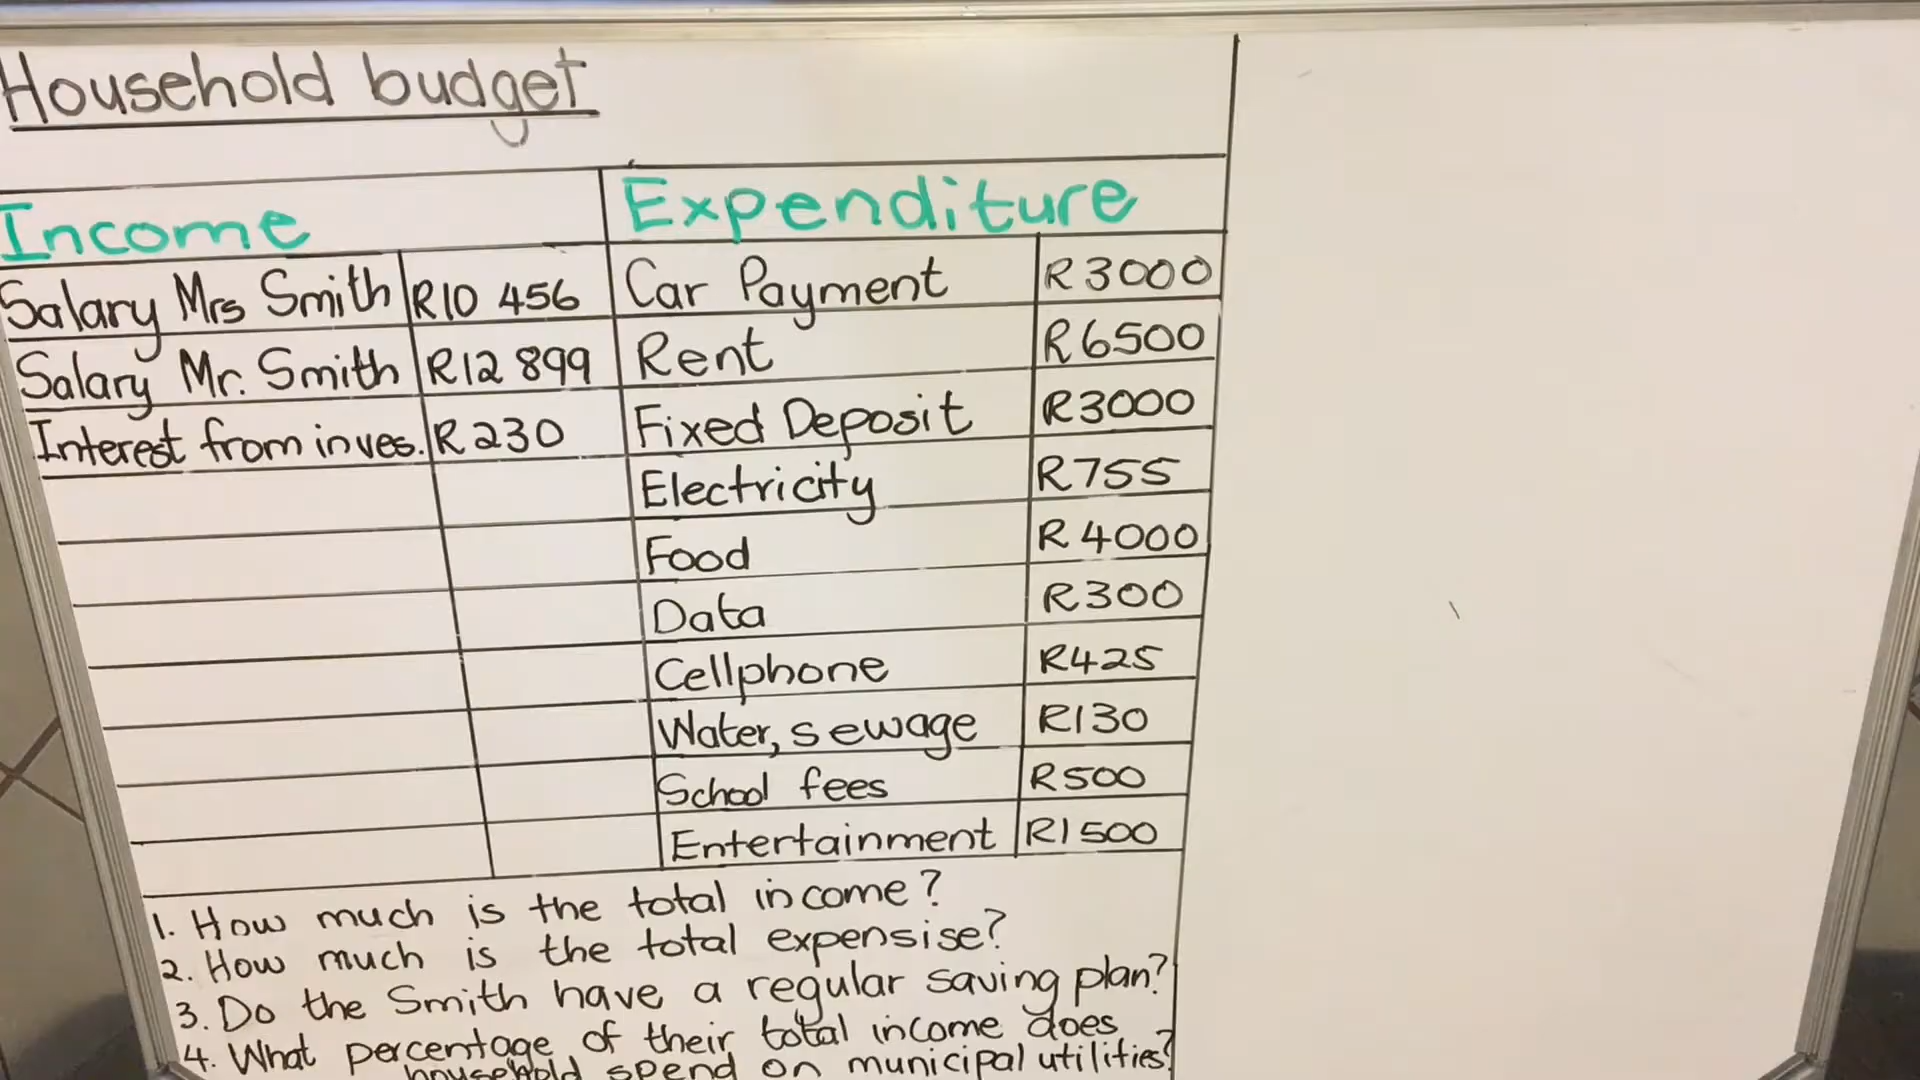 Household budget
Income Expenditure
Salary Mrs Smith R10 456 Car Payment R3000
Salary Mr. Smith R12 899 Rent R6500
Interest from inves. R230 Fixed Deposit R3000
Electricity R755
Food R4000
Data R300
Cellphone R425
Water, sewage R130
School fees R500
Entertainment R1500
1. How much is the total income?
2. How much is the total expensise?
3. Do the Smith have a regular saving plan?
4. What percentage of their total income does
household spend on municipal utilities?